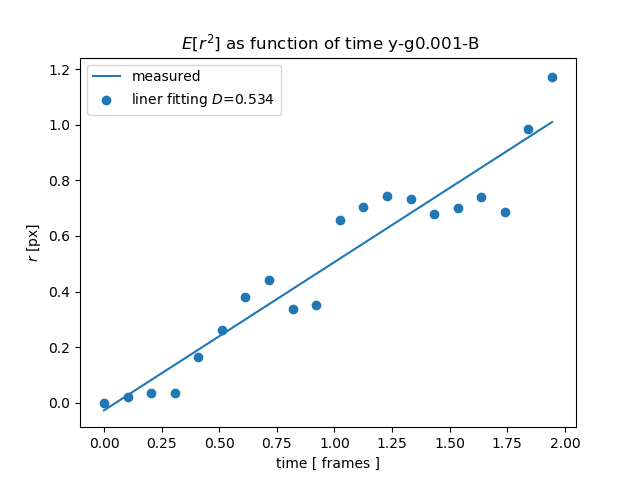 E[r²] as function of time y-g0.001-B
measured
liner fitting D=0.534
1.2
1.0
0.8
0.6
0.4
0.2
0.0
r [px]
0.00 0.25 0.50 0.75 1.00 1.25 1.50 1.75 2.00
time [ frames ]